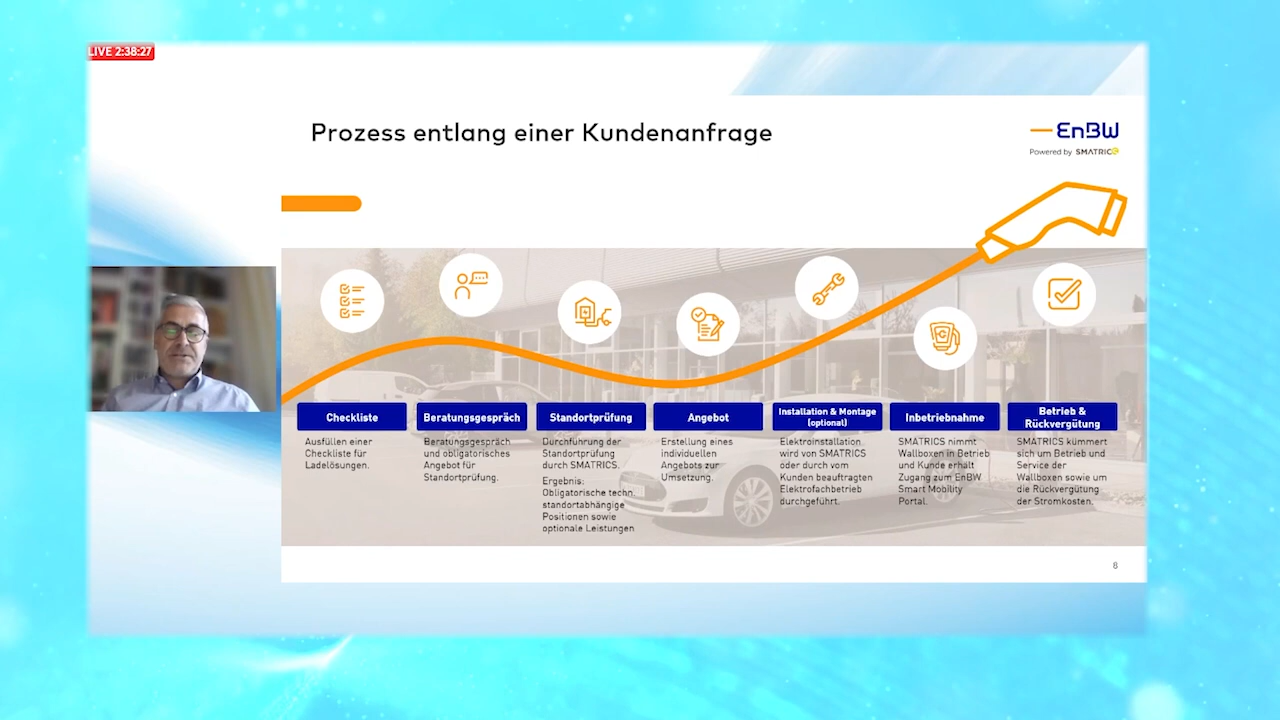 LIVE 2:38:27
Prozess entlang einer Kundenanfrage
EnBW
Powered by SMATRICS
Checkliste
Ausfüllen einer
Checkliste für
Ladelösungen.
Beratungsgespräch
Beratungsgespräch
und obligatorisches
Angebot für
Standortprüfung.
Standortprüfung
Durchführung der
Standortprüfung
durch SMATRICS.
Ergebnis:
Obligatorische techn.
standortabhängige
Positionen sowie
optionale Leistungen
Angebot
Erstellung eines
individuellen
Angebots zur
Umsetzung.
Installation & Montage
(optional)
Elektroinstallation
wird von SMATRICS
oder durch vom
Kunden beauftragten
Elektrofachbetrieb
durchgeführt.
Inbetriebnahme
SMATRICS nimmt
Wallboxen in Betrieb
und Kunde erhält
Zugang zum EnBW
Smart Mobility
Portal.
Betrieb &
Rückvergütung
SMATRICS kümmert
sich um Betrieb und
Service der
Wallboxen sowie um
die Rückvergütung
der Stromkosten.
8